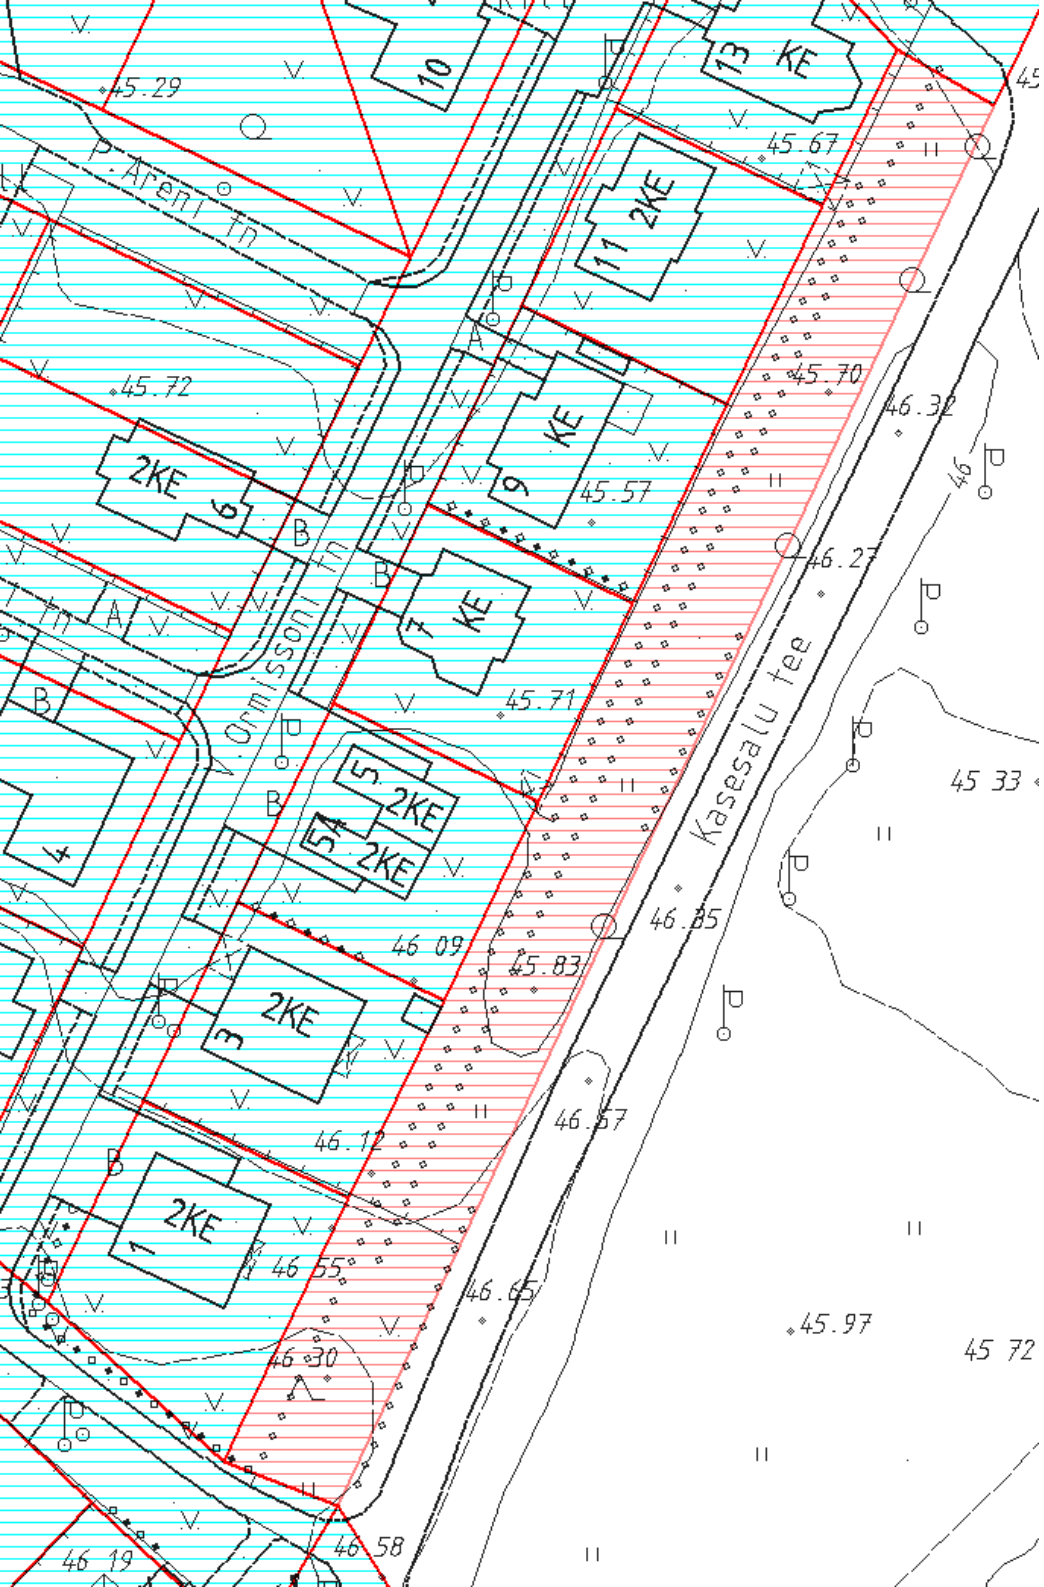 10
13
KE
45.29
45.67
P.Areni tn
2KE
11
A
45.72
45.70
46.32
2KE
6
KE
9
45.57
46
B
tn
B
46.27
A
KE
7
B
45.71
J.Ormissoni tn
Kasesalu tee
5
2KE
45 33
B
5A
2KE
4
46 09
46.35
45.83
2KE
3
46.12
46.57
B
2KE
1
46 55
46.65
45.97
46 30
45 72
46 58
46 19